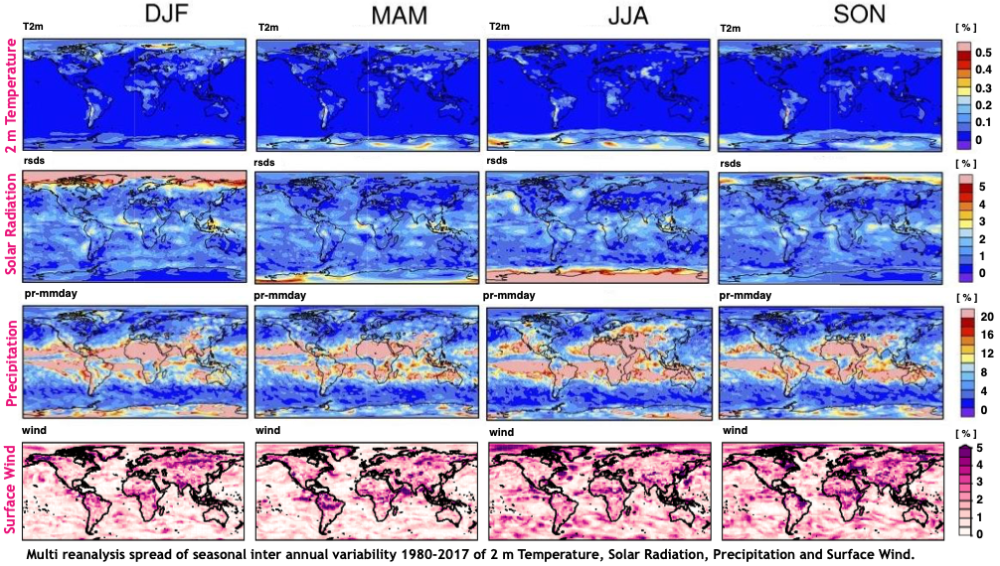 DJF MAM JJA SON
T2m T2m T2m T2m [ % ]
2 m Temperature
0.5
0.4
0.3
0.2
0.1
0
rsds rsds rsds rsds [ % ]
Solar Radiation
5
4
3
2
1
0
pr-mmday pr-mmday pr-mmday pr-mmday [ % ]
Precipitation
20
16
12
8
4
0
wind wind wind wind [ % ]
Surface Wind
5
4
3
2
1
0
Multi reanalysis spread of seasonal inter annual variability 1980-2017 of 2 m Temperature, Solar Radiation, Precipitation and Surface Wind.